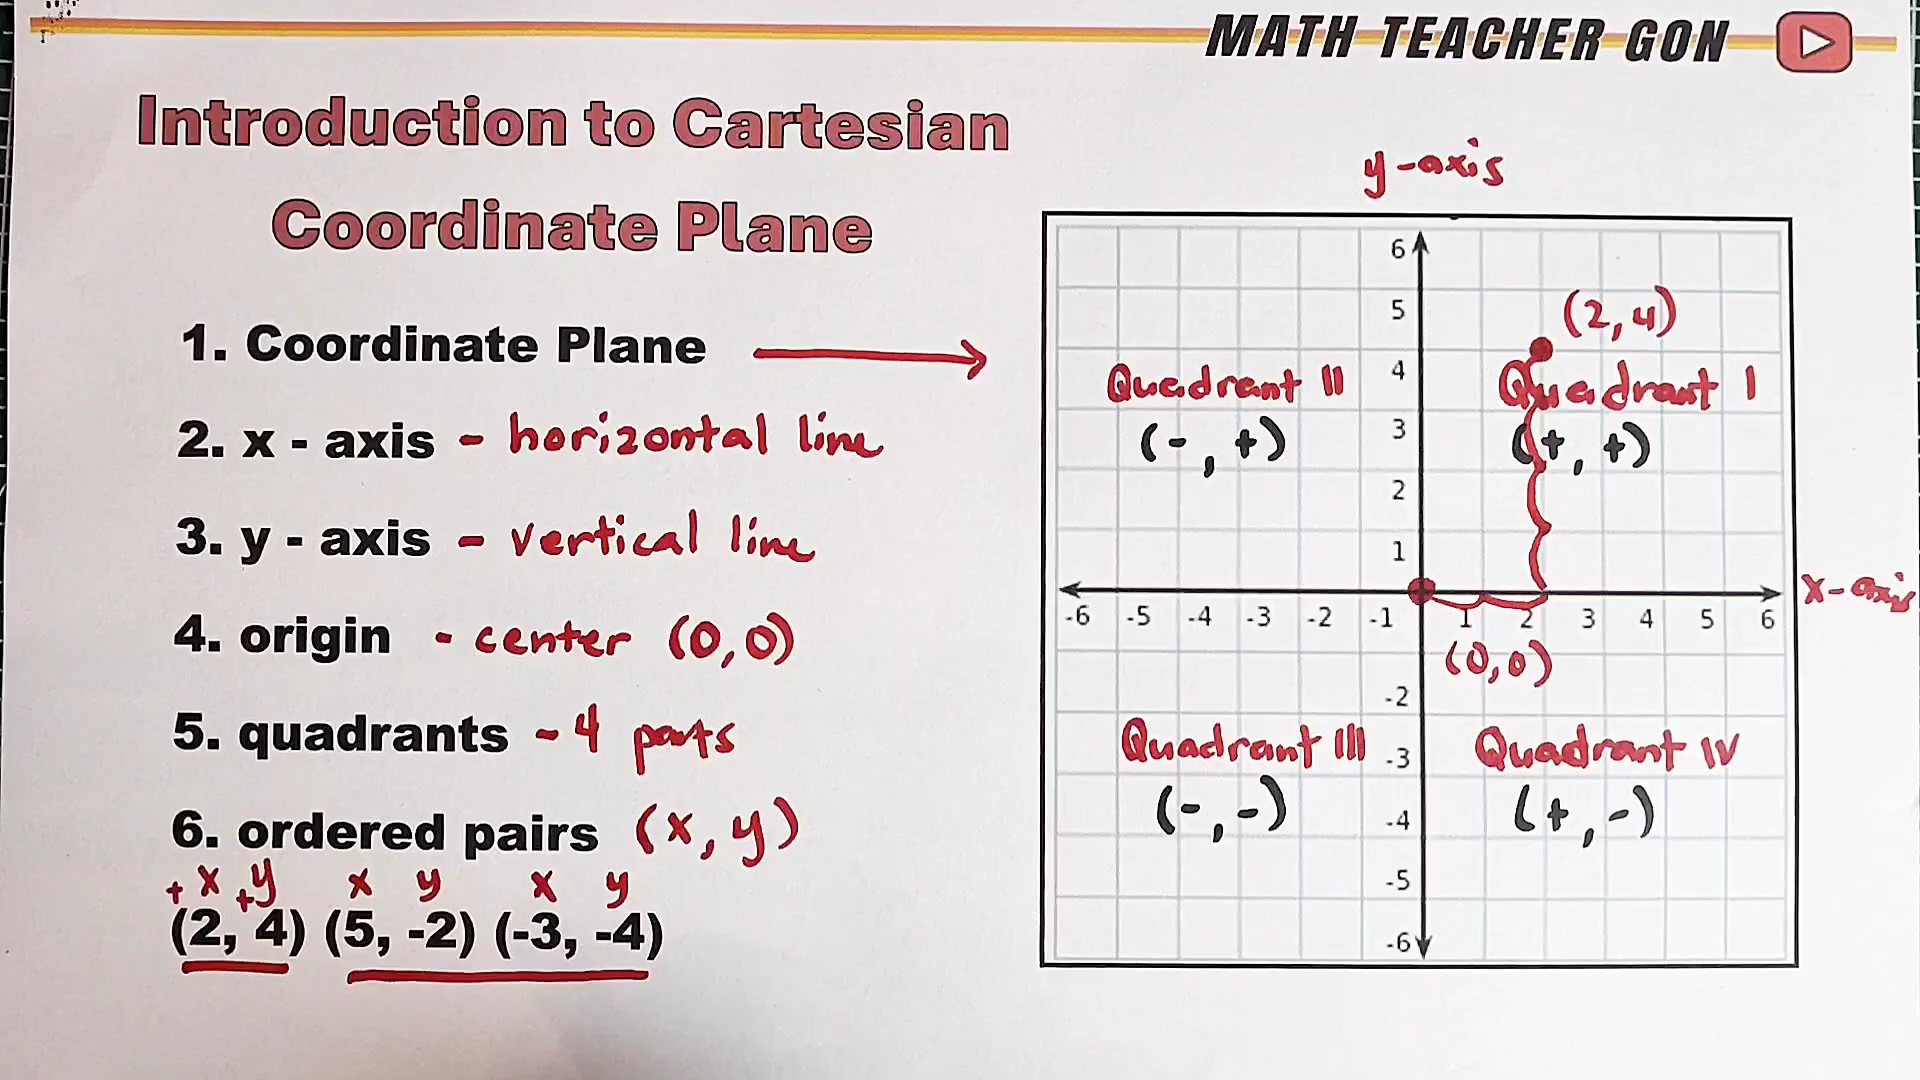 MATH TEACHER GON
Introduction to Cartesian
Coordinate Plane
1. Coordinate Plane
2. x - axis - horizontal line
3. y - axis - vertical line
4. origin - center (0,0)
5. quadrants - 4 parts
6. ordered pairs (x, y)
+ x +y x y x y
(2, 4) (5, -2) (-3, -4)
y-axis
6
5 (2,4)
4
Quadrant II Quadrant I
3
(-, +) (+, +)
2
1
x-axis
-6 -5 -4 -3 -2 -1 1 2 3 4 5 6
(0,0)
-2
Quadrant III Quadrant IV
-3
(-,-) (+,-)
-4
-5
-6